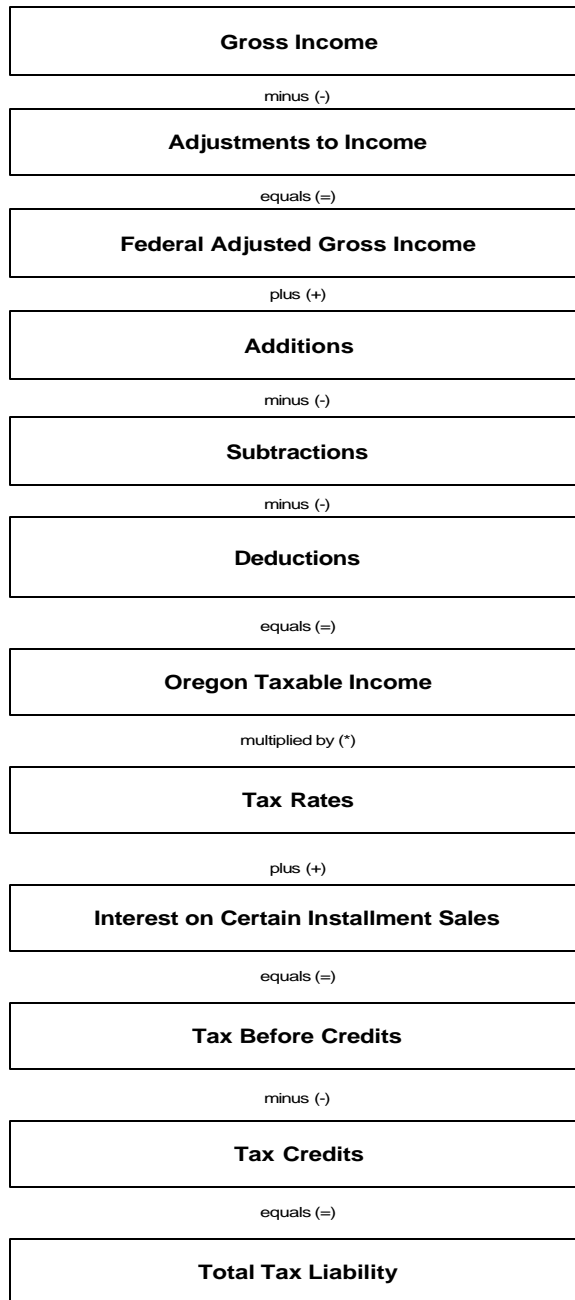 Gross Income
minus (-)
Adjustments to Income
equals (=)
Federal Adjusted Gross Income
plus (+)
Additions
minus (-)
Subtractions
minus (-)
Deductions
equals (=)
Oregon Taxable Income
multiplied by (*)
Tax Rates
plus (+)
Interest on Certain Installment Sales
equals (=)
Tax Before Credits
minus (-)
Tax Credits
equals (=)
Total Tax Liability